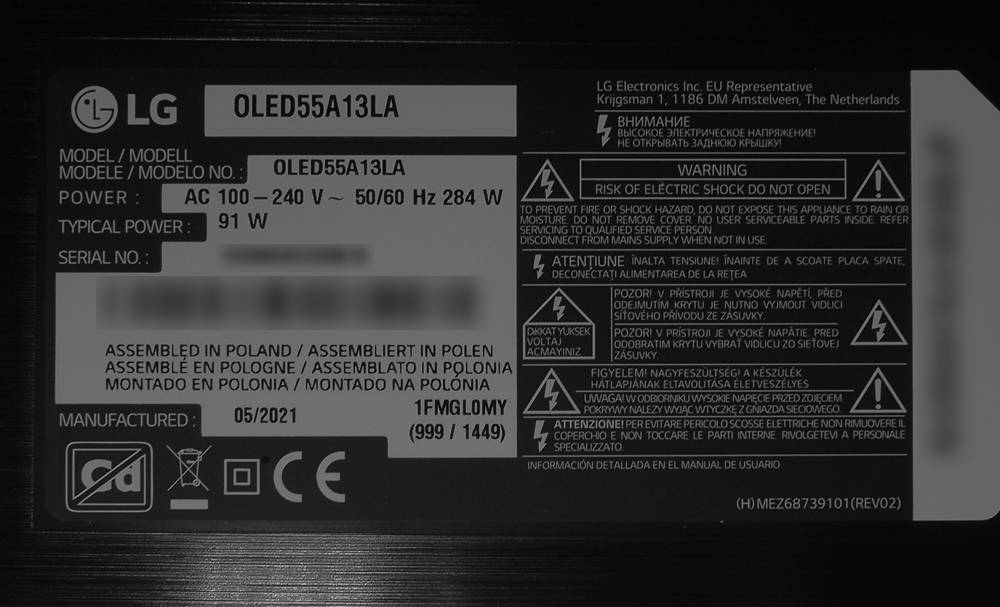 LG
OLED55A13LA
MODEL / MODELL
MODELE / MODELO NO. :
OLED55A13LA
POWER :
AC 100 – 240 V ~ 50/60 Hz 284 W
TYPICAL POWER :
91 W
SERIAL NO. :
ASSEMBLED IN POLAND / ASSEMBLIERT IN POLEN
ASSEMBLÉ EN POLOGNE / ASSEMBLATO IN POLONIA
MONTADO EN POLONIA / MONTADO NA POLÓNIA
MANUFACTURED :
05/2021
1FMGL0MY
(999 / 1449)
Cd
CE
LG Electronics Inc. EU Representative
Krijgsman 1, 1186 DM Amstelveen, The Netherlands
ВНИМАНИЕ
ВЫСОКОЕ ЭЛЕКТРИЧЕСКОЕ НАПРЯЖЕНИЕ!
НЕ ОТКРЫВАТЬ ЗАДНЮЮ КРЫШКУ!
WARNING
RISK OF ELECTRIC SHOCK DO NOT OPEN
TO PREVENT FIRE OR SHOCK HAZARD, DO NOT EXPOSE THIS APPLIANCE TO RAIN OR
MOISTURE. DO NOT REMOVE COVER. NO USER SERVICEABLE PARTS INSIDE. REFER
SERVICING TO QUALIFIED SERVICE PERSON.
DISCONNECT FROM MAINS SUPPLY WHEN NOT IN USE.
ATENŢIUNE ÎNALTA TENSIUNE! ÎNAINTE DE A SCOATE PLACA SPATE,
DECONECTAŢI ALIMENTAREA DE LA REŢEA
DIKKAT YUKSEK
VOLTAJ
ACMAYINIZ
POZOR! V PŘÍSTROJI JE VYSOKÉ NAPĚTÍ, PŘED
ODEJMUTÍM KRYTU JE NUTNO VYJMOUT VIDLICI
SÍŤOVÉHO PŘÍVODU ZE ZÁSUVKY.
POZOR! V PRÍSTROJI JE VYSOKÉ NAPÄTIE. PRED
ODOBRATIM KRYTU VYBRAŤ VIDLICU ZO SIEŤOVEJ
ZÁSUVKY.
FIGYELEM! NAGYFESZÜLTSÉG! A KÉSZÜLÉK
HÁTLAPJÁNAK ELTÁVOLITÁSA ÉLETVESZÉLYES
UWAGA! W ODBIORNIKU WYSOKIE NAPIĘCIE PRZED ZDJĘCIEM
POKRYWY NALEŻY WYJĄĆ WTYCZKĘ Z GNIAZDA SIECIOWEGO
ATTENZIONE! PER EVITARE PERICOLO SCOSSE ELETTRICHE NON RIMUOVERE IL
COPERCHIO E NON TOCCARE LE PARTI INTERNE. RIVOLGETEVI A PERSONALE
SPECIALIZZATO.
INFORMACIÓN DETALLADA EN EL MANUAL DE USUARIO
(H)MEZ68739101(REV02)